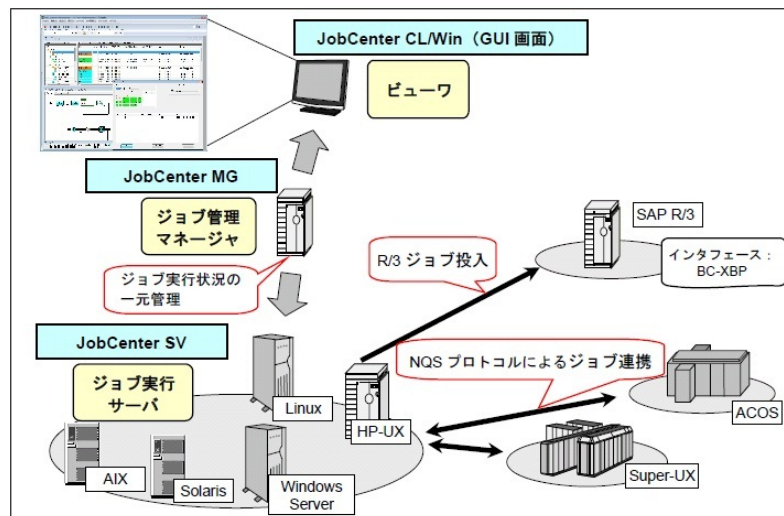 JobCenter CL/Win（GUI 画面）
ビューワ
JobCenter MG
ジョブ管理
マネージャ
ジョブ実行状況の
一元管理
SAP R/3
R/3 ジョブ投入
インタフェース：
BC-XBP
JobCenter SV
ジョブ実行
サーバ
NQS プロトコルによるジョブ連携
Linux
HP-UX
ACOS
AIX
Solaris
Windows
Server
Super-UX